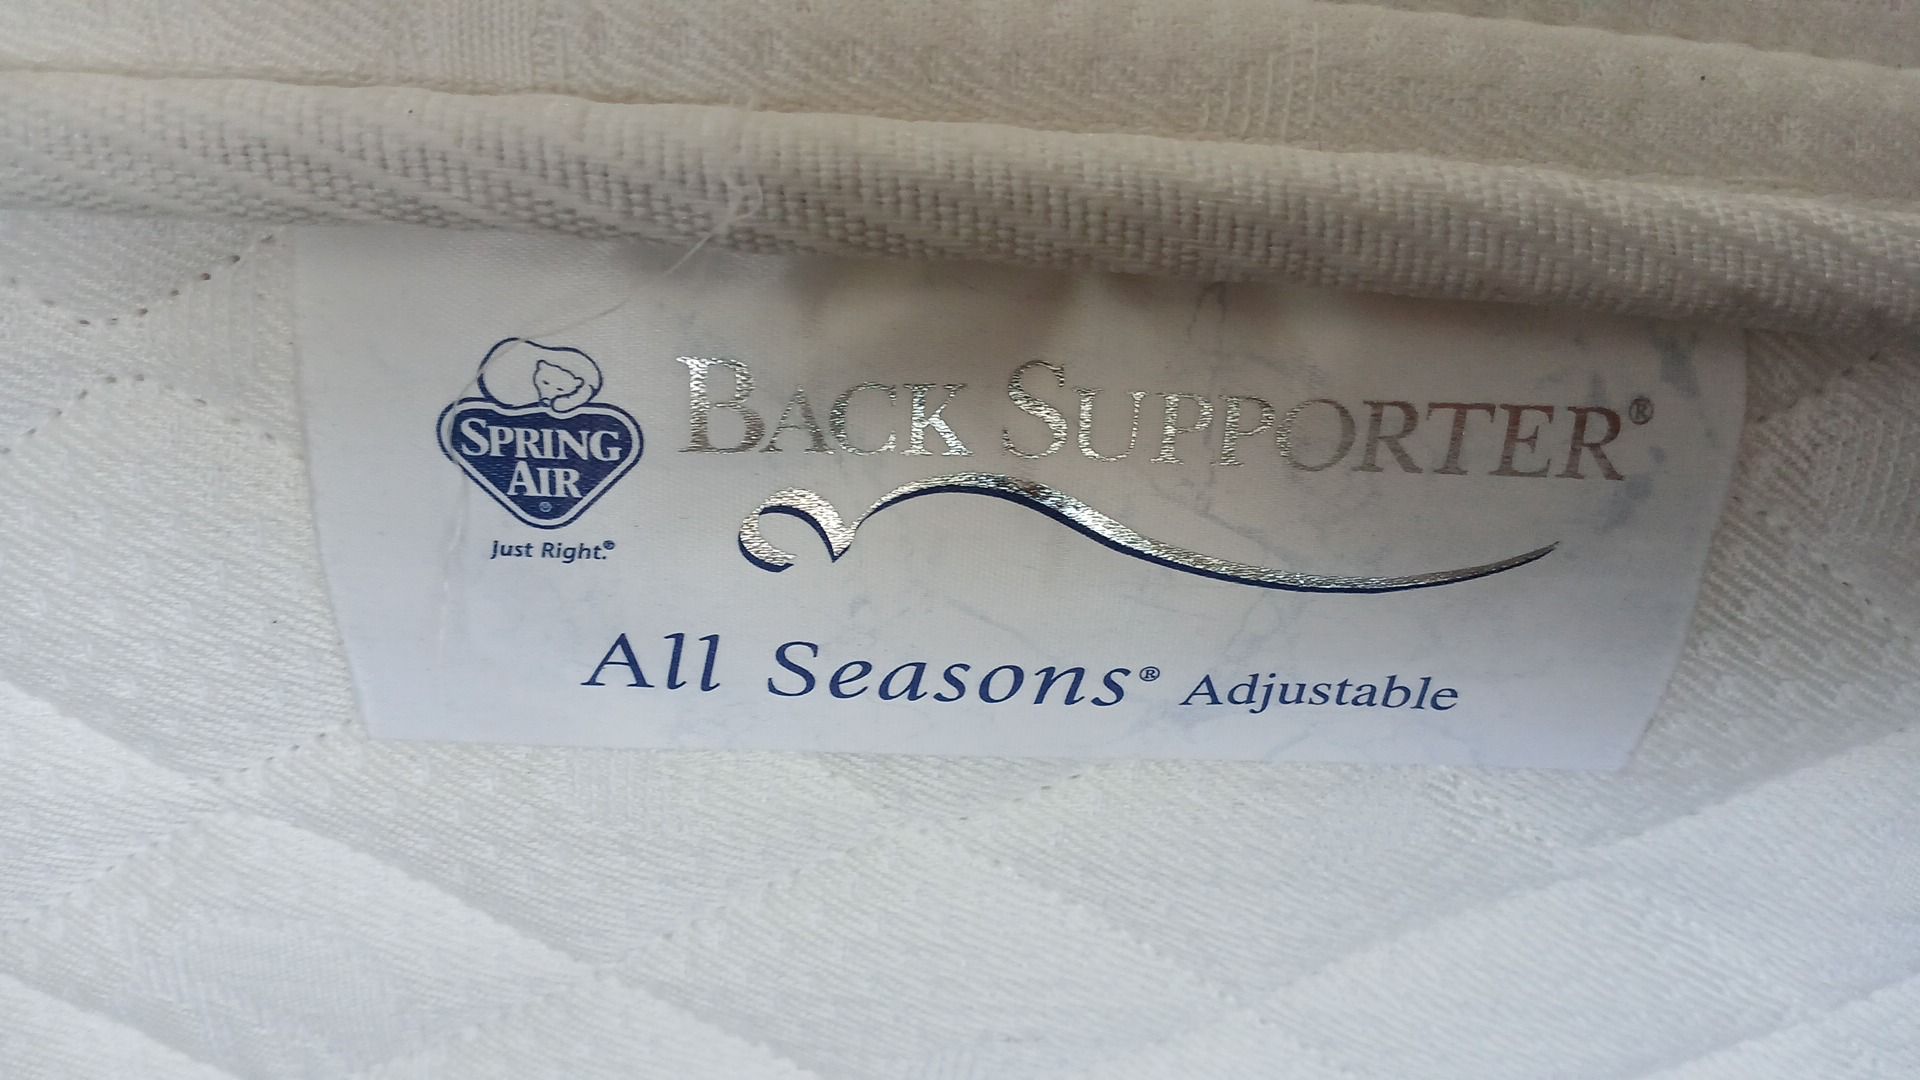 SPRING
AIR
®
Just Right.®
BACK SUPPORTER®
All Seasons® Adjustable